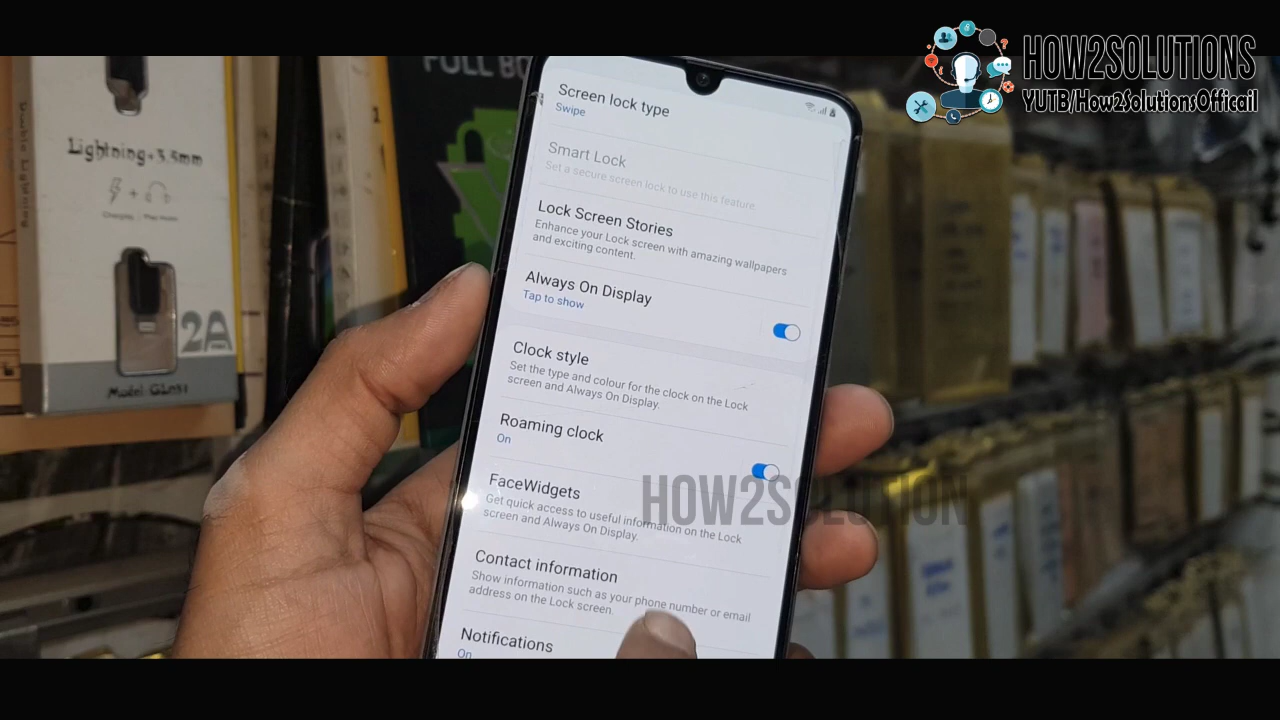 HOW2SOLUTIONS
YUTB/How2SolutionsOfficail
FULL BO
Lightning+3.5mm
2A
Model: GL051
Screen lock type
Swipe
Smart Lock
Set a secure screen lock to use this feature.
Lock Screen Stories
Enhance your Lock screen with amazing wallpapers
and exciting content.
Always On Display
Tap to show
Clock style
Set the type and colour for the clock on the Lock
screen and Always On Display.
Roaming clock
On
FaceWidgets
Get quick access to useful information on the Lock
screen and Always On Display.
HOW2SOLUTION
Contact information
Show information such as your phone number or email
address on the Lock screen.
Notifications
On